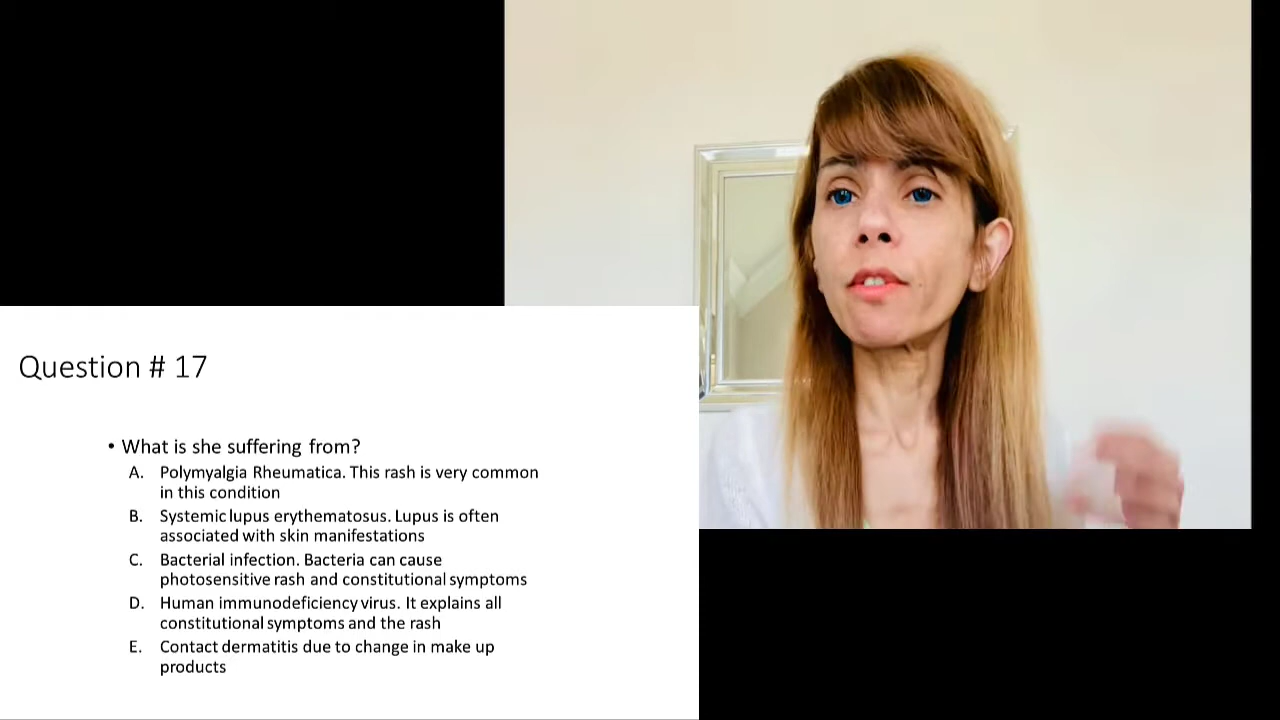 Question # 17
• What is she suffering from?
A. Polymyalgia Rheumatica. This rash is very common
in this condition
B. Systemic lupus erythematosus. Lupus is often
associated with skin manifestations
C. Bacterial infection. Bacteria can cause
photosensitive rash and constitutional symptoms
D. Human immunodeficiency virus. It explains all
constitutional symptoms and the rash
E. Contact dermatitis due to change in make up
products